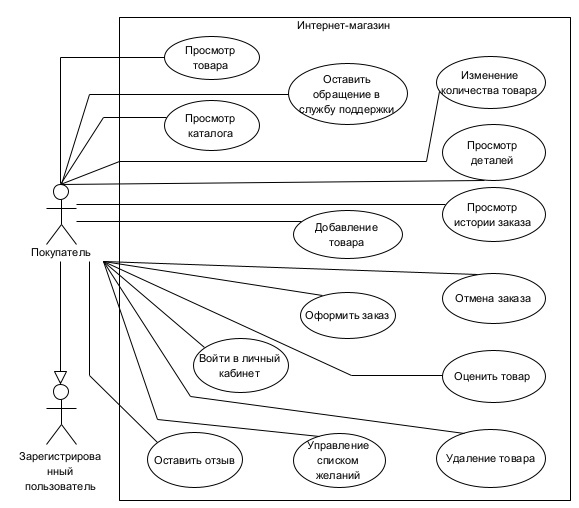 Интернет-магазин
Просмотр
товара
Оставить
обращение в
службу поддержки
Изменение
количества товара
Просмотр
каталога
Просмотр
деталей
Просмотр
истории заказа
Добавление
товара
Покупатель
Отмена заказа
Оформить заказ
Войти в личный
кабинет
Оценить товар
Зарегистрирова
нный
пользователь
Оставить отзыв
Управление
списком
желаний
Удаление товара